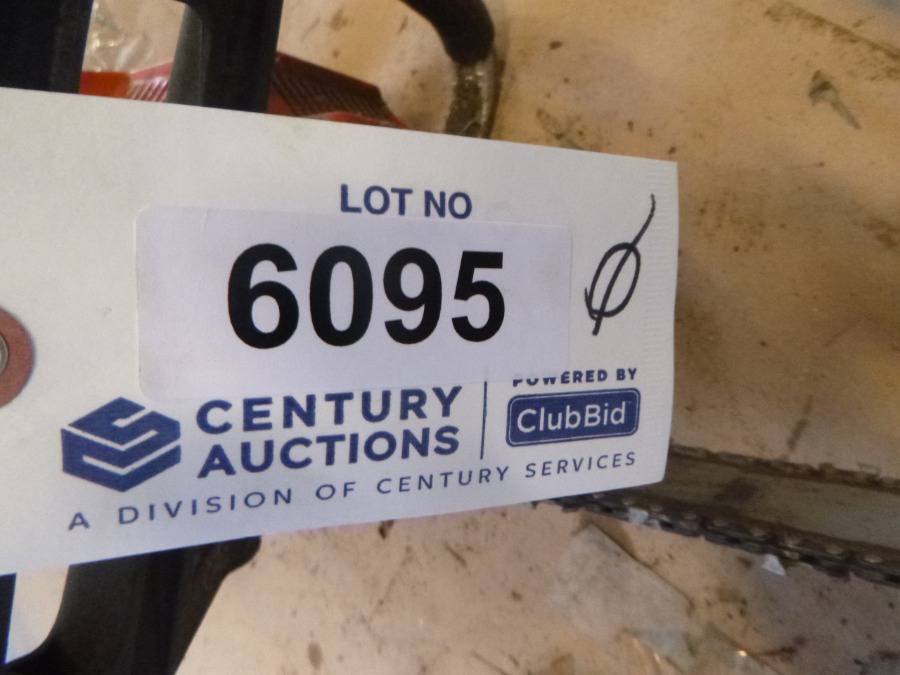 LOT NO
6095
CENTURY
AUCTIONS
POWERED BY
ClubBid
A DIVISION OF CENTURY SERVICES